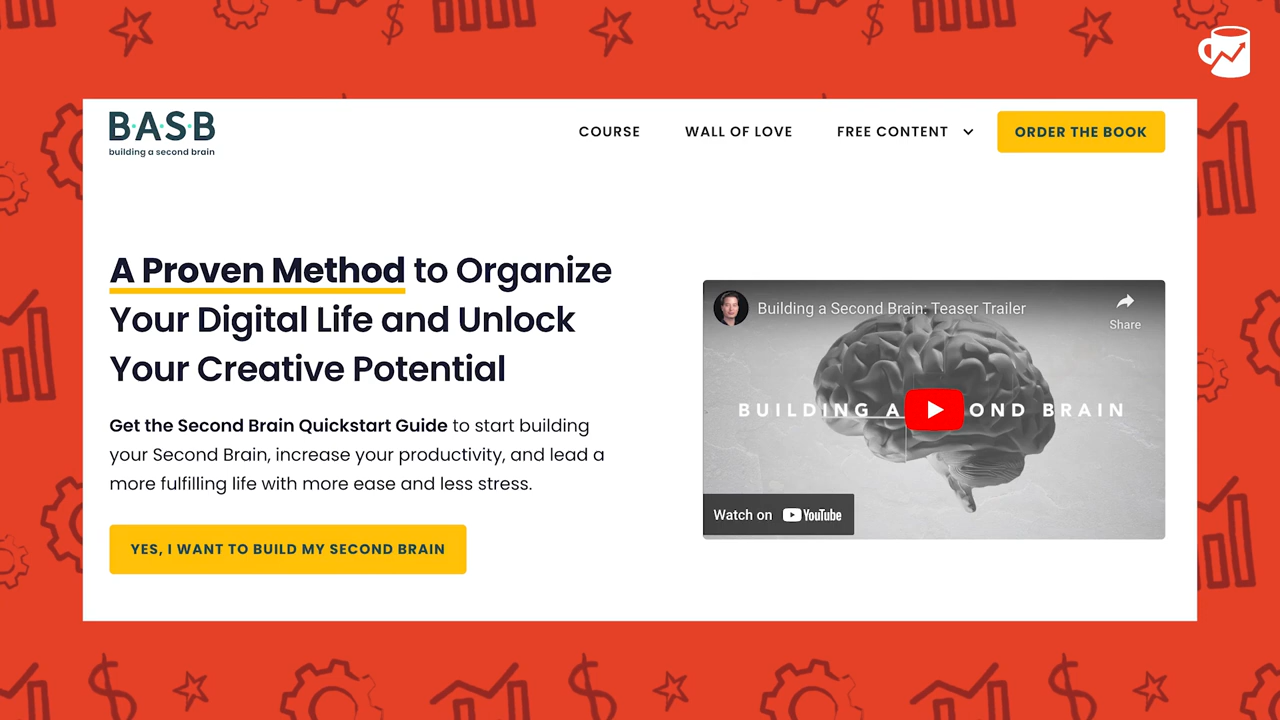 B·A·S·B
building a second brain
COURSE
WALL OF LOVE
FREE CONTENT
ORDER THE BOOK
A Proven Method to Organize
Your Digital Life and Unlock
Your Creative Potential
Get the Second Brain Quickstart Guide to start building
your Second Brain, increase your productivity, and lead a
more fulfilling life with more ease and less stress.
YES, I WANT TO BUILD MY SECOND BRAIN
Building a Second Brain: Teaser Trailer
Share
BUILDING A OND BRAIN
Watch on YouTube